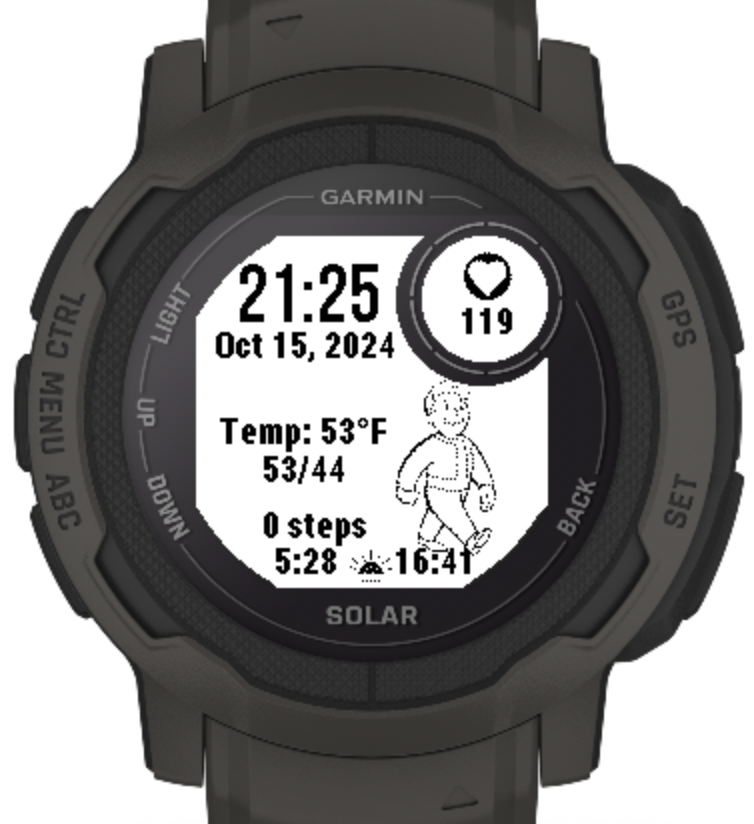 GARMIN
21:25
119
Oct 15, 2024
Temp: 53°F
53/44
0 steps
5:28 16:41
SOLAR
LIGHT
CTRL
UP
MENU
DOWN
ABC
GPS
SET
BACK